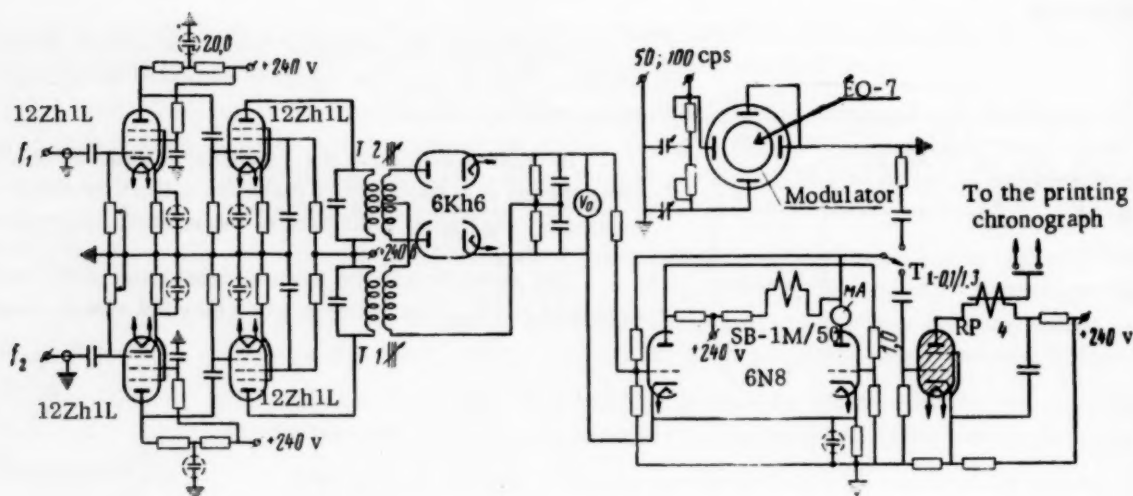 20,0
+240 v
50; 100 cps
EO-7
12Zh1L
12Zh1L
f₁
T 2
6Kh6
V₀
Modulator
To the printing
chronograph
+240 v
T
1-0,1/1,3
MA
RP
4
SB-1M/50
+240 v
1,0
+240 v
6N8
f₂
T 1
12Zh1L
12Zh1L
+240 v